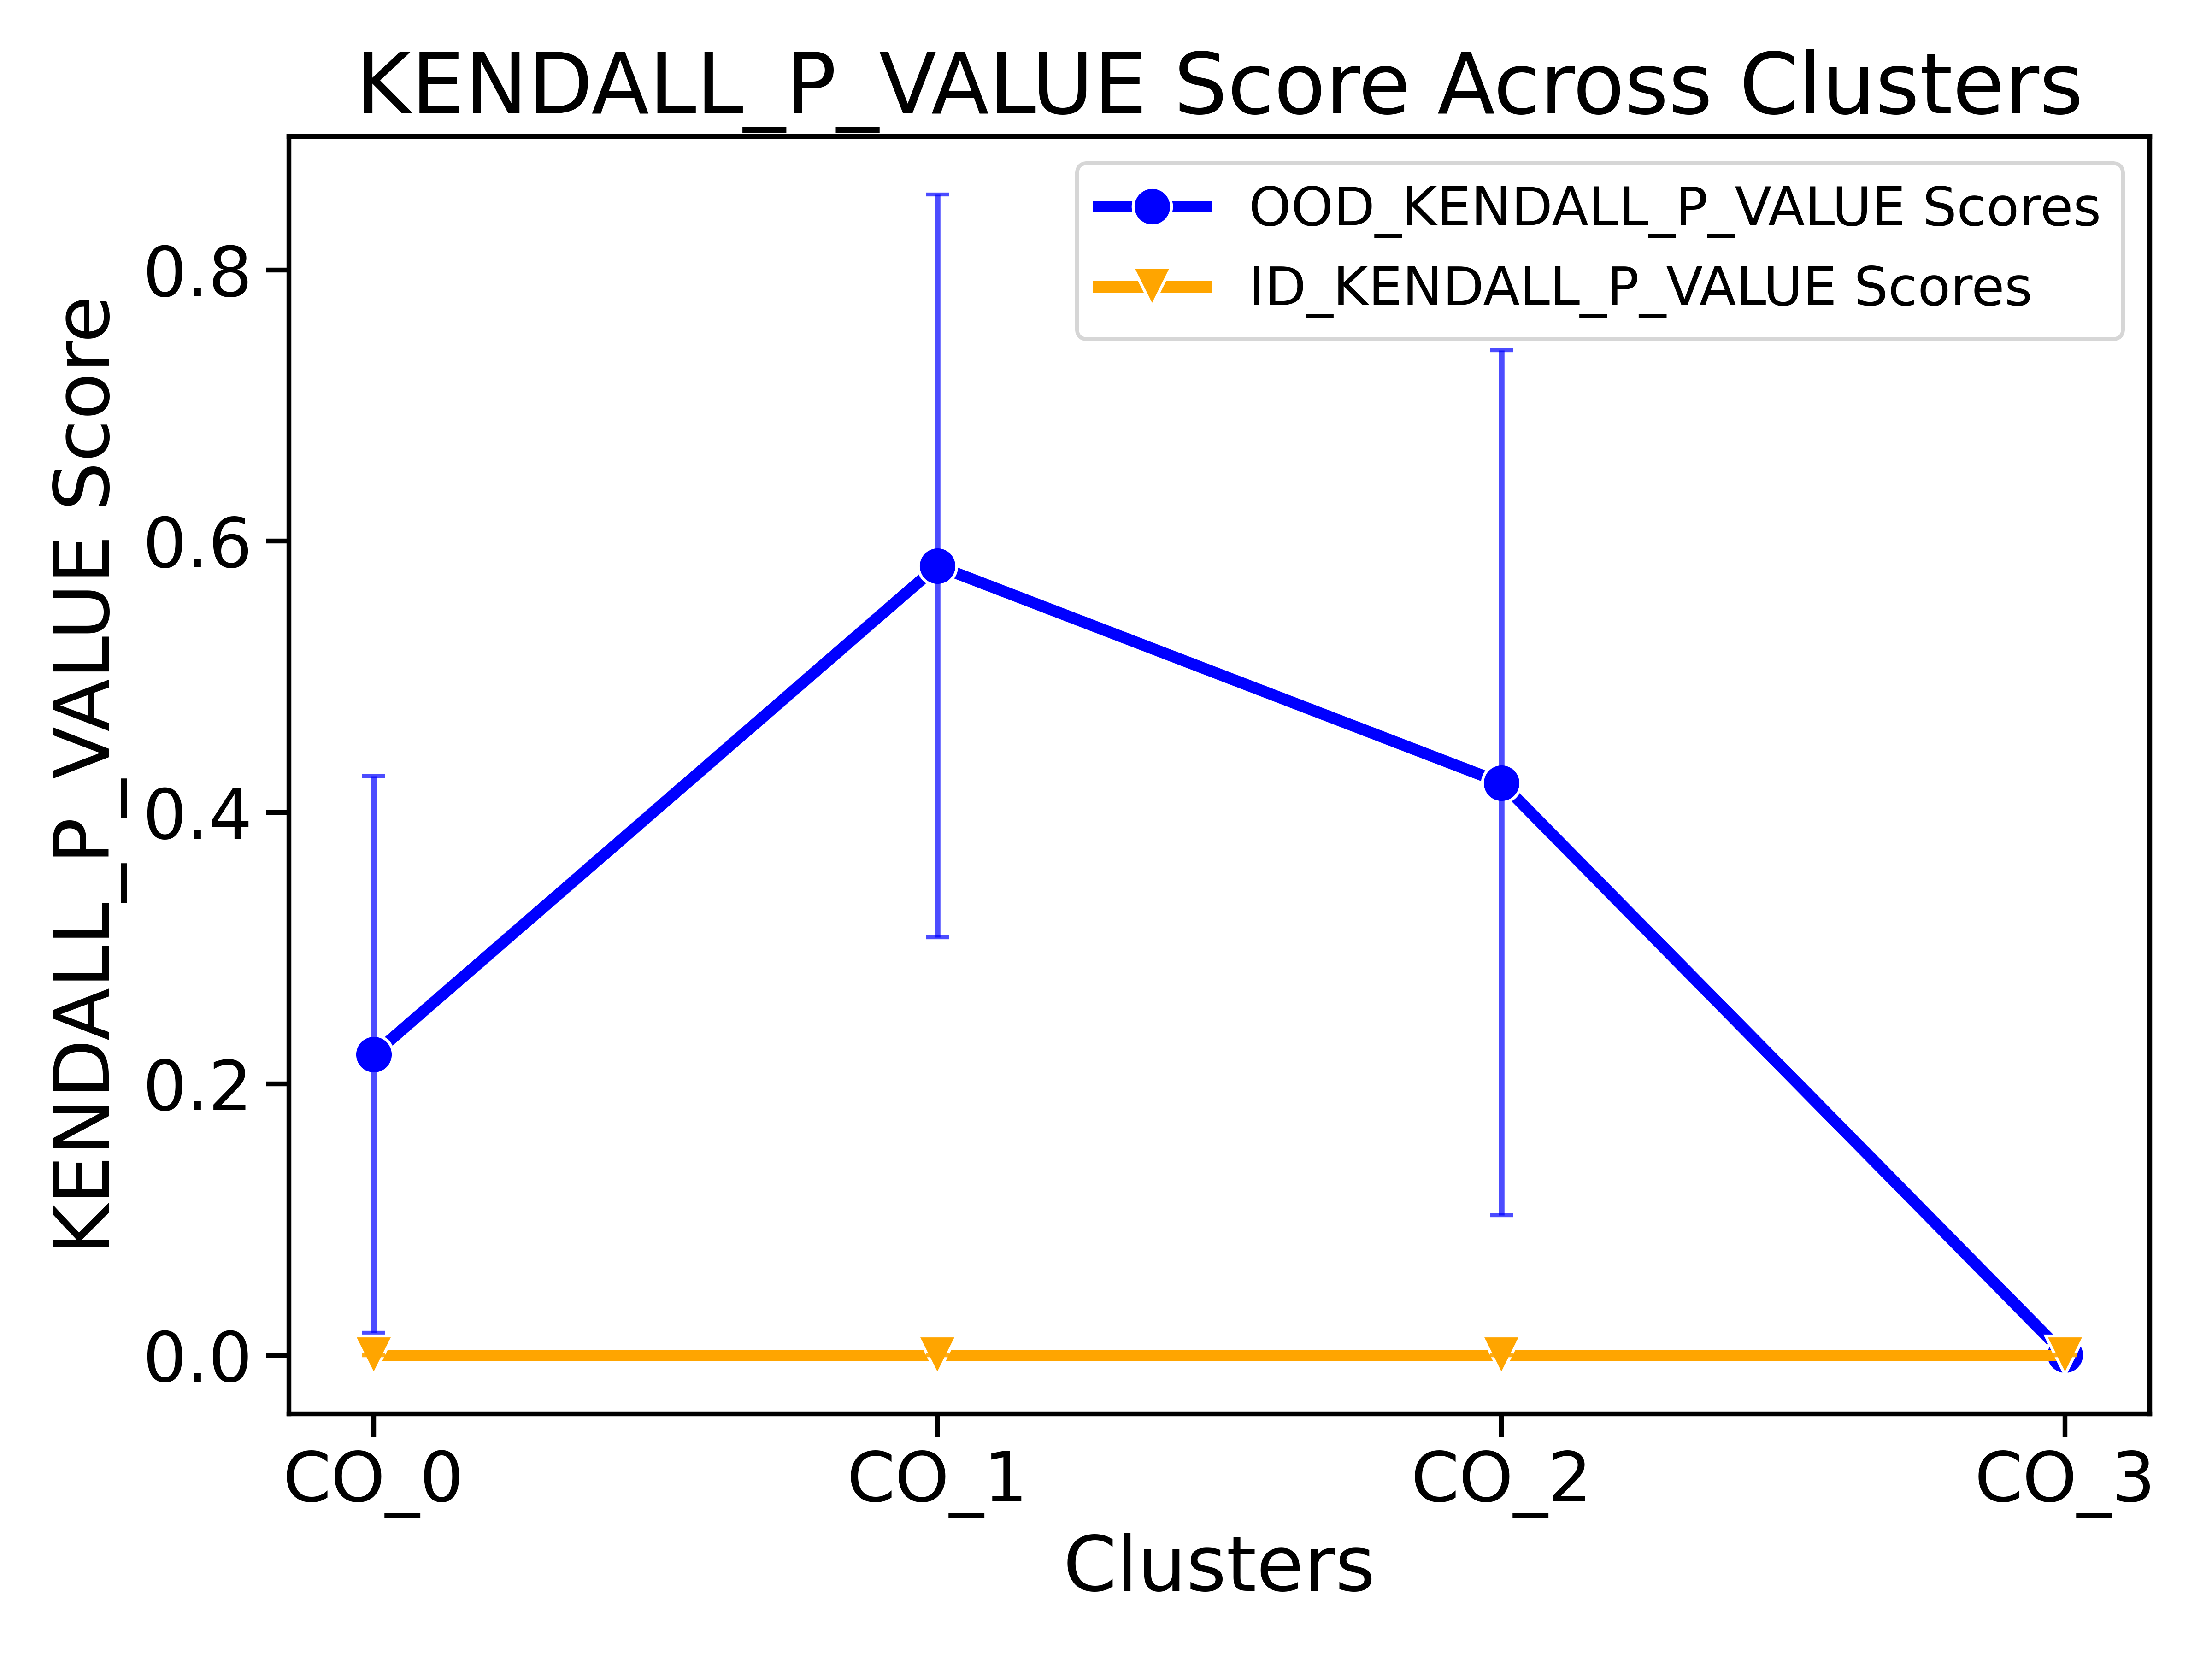 KENDALL_P_VALUE Score Across Clusters
OOD_KENDALL_P_VALUE Scores
ID_KENDALL_P_VALUE Scores
KENDALL_P_VALUE Score
0.8
0.6
0.4
0.2
0.0
CO_0 CO_1 CO_2 CO_3
Clusters